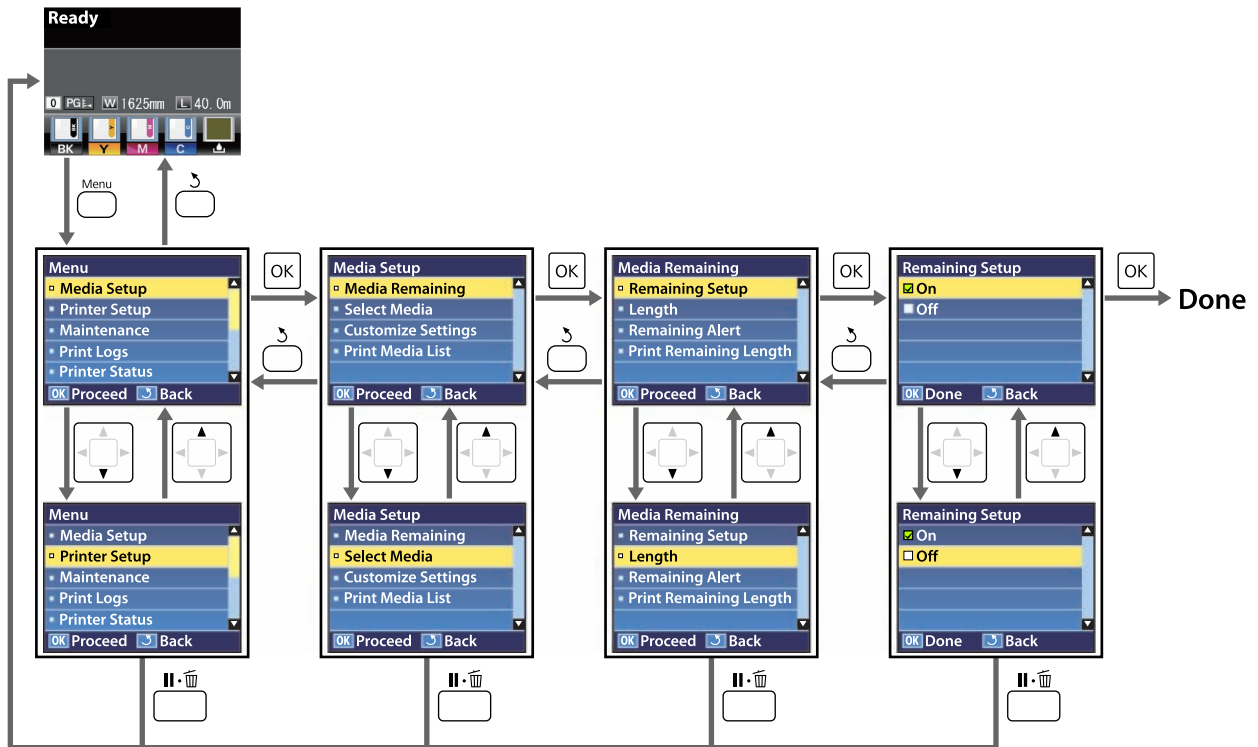 Ready
0 PG W 1625mm L 40. 0m
BK Y M C
BK Y M C
Menu
Menu
Media Setup
Printer Setup
Maintenance
Print Logs
Printer Status
OK Proceed Back
OK
Media Setup
Media Remaining
Select Media
Customize Settings
Print Media List
OK Proceed Back
OK
Media Remaining
Remaining Setup
Length
Remaining Alert
Print Remaining Length
OK Proceed Back
OK
Remaining Setup
On
Off
OK Done Back
OK
Done
Menu
Media Setup
Printer Setup
Maintenance
Print Logs
Printer Status
OK Proceed Back
Media Setup
Media Remaining
Select Media
Customize Settings
Print Media List
OK Proceed Back
Media Remaining
Remaining Setup
Length
Remaining Alert
Print Remaining Length
OK Proceed Back
Remaining Setup
On
Off
OK Done Back